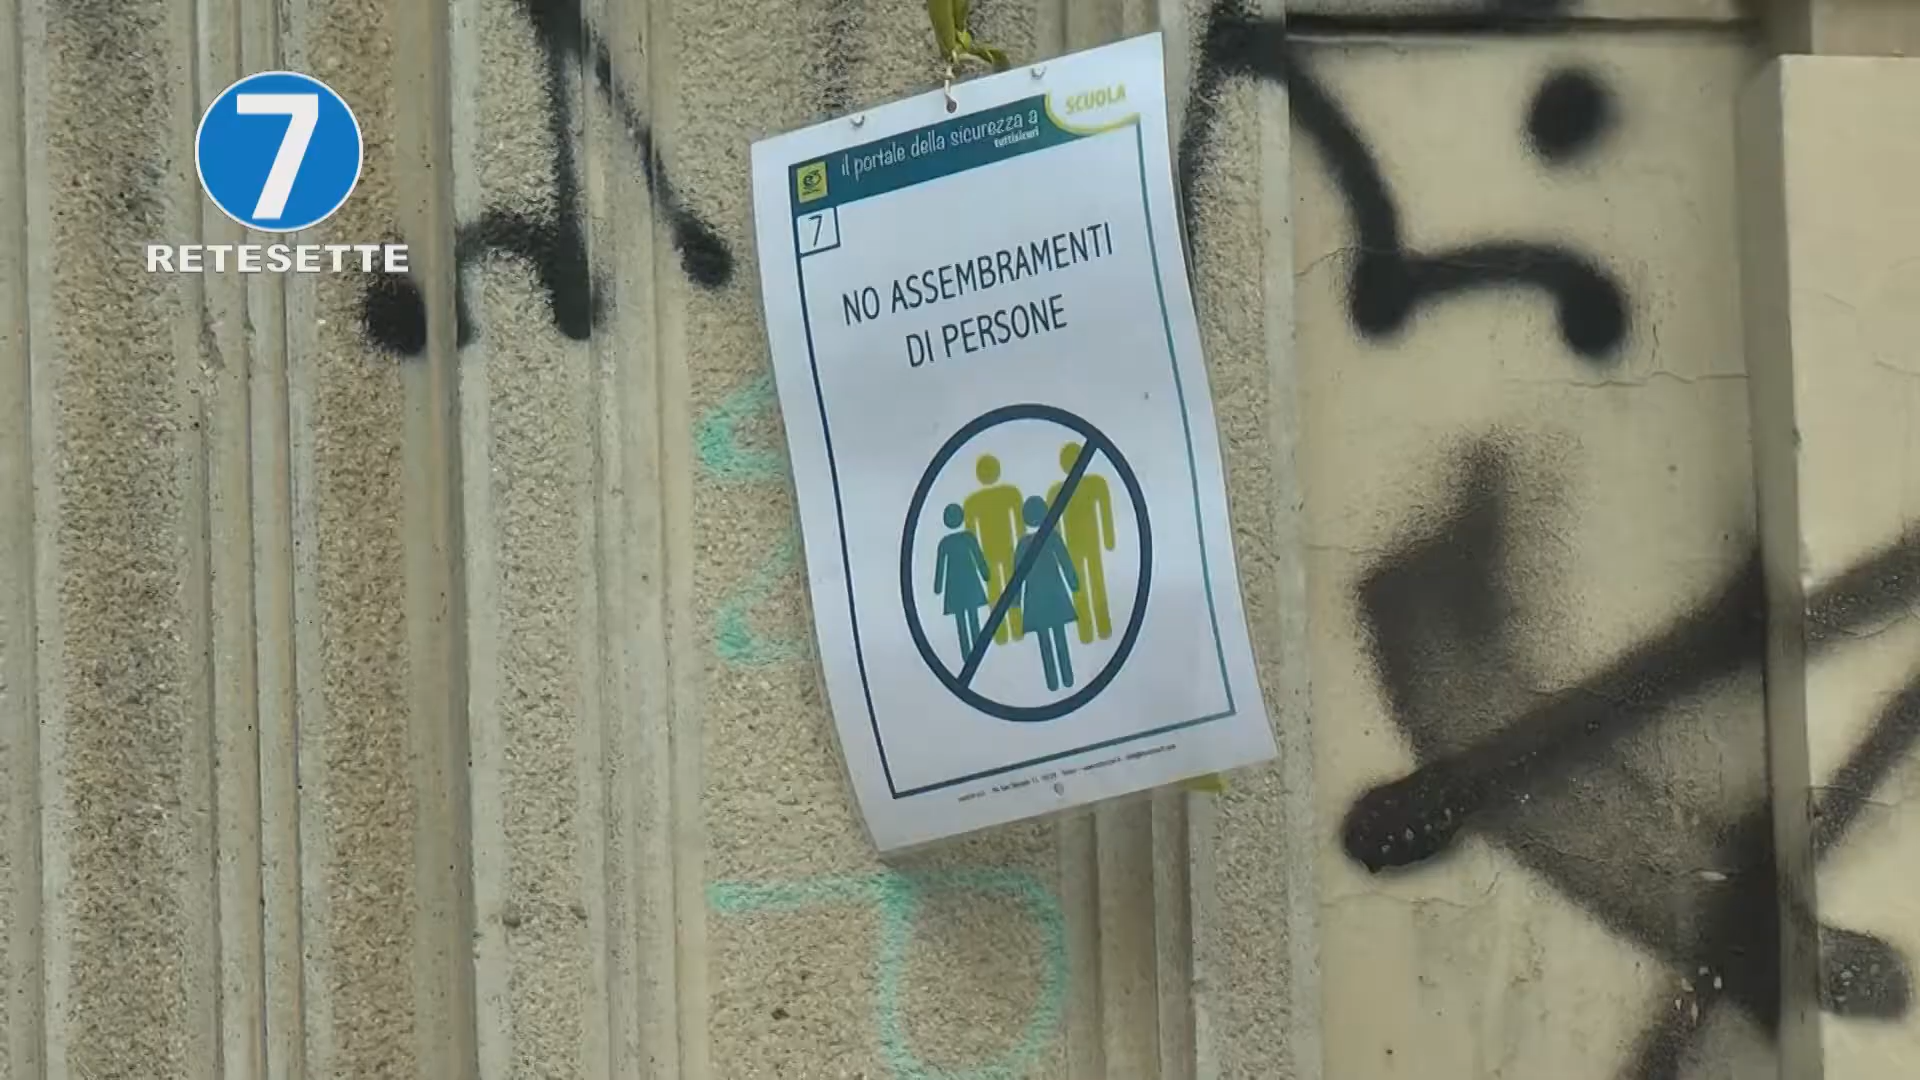 7
RETESETTE
SCUOLA
il portale della sicurezza a
tuttisicuri
7
NO ASSEMBRAMENTI
DI PERSONE